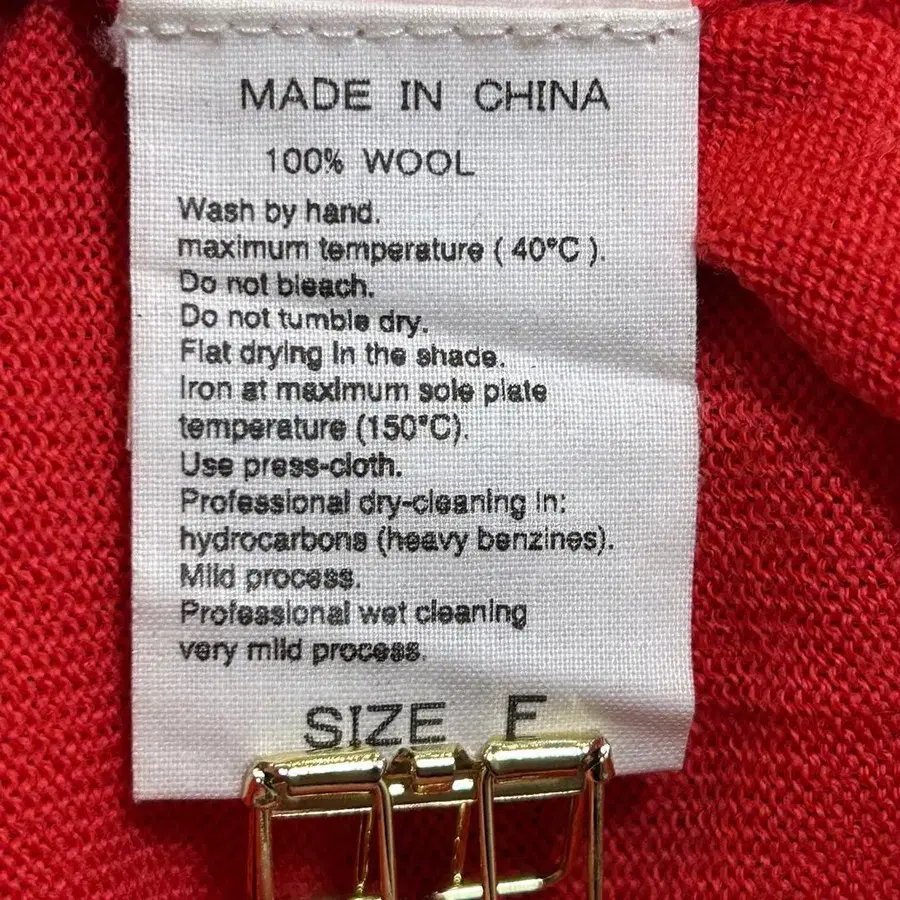 MADE IN CHINA
100% WOOL
Wash by hand.
maximum temperature ( 40°C ).
Do not bleach.
Do not tumble dry.
Flat drying in the shade.
Iron at maximum sole plate
temperature (150°C).
Use press-cloth.
Professional dry-cleaning in:
hydrocarbons (heavy benzines).
Mild process.
Professional wet cleaning
very mild process.
SIZE F